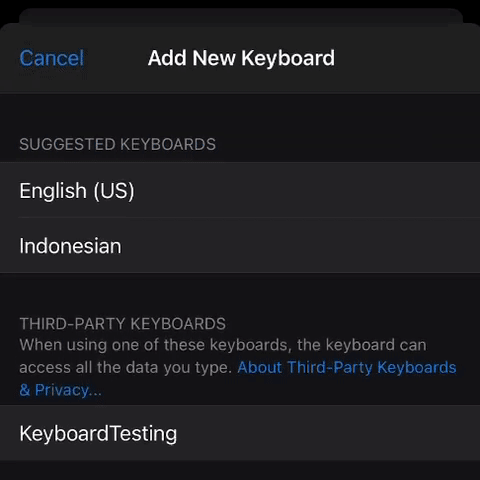 Cancel Add New Keyboard
SUGGESTED KEYBOARDS
English (US)
Indonesian
THIRD-PARTY KEYBOARDS
When using one of these keyboards, the keyboard can
access all the data you type. About Third-Party Keyboards
& Privacy...
KeyboardTesting